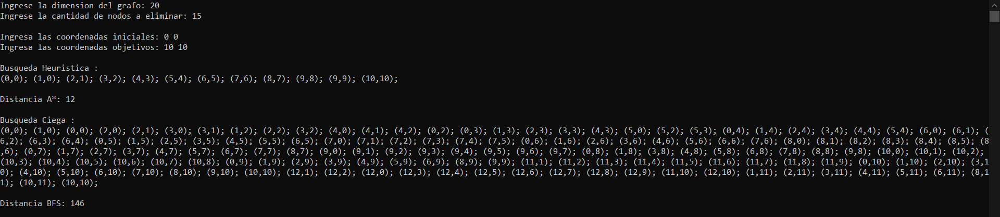 Ingrese la dimension del grafo: 20
Ingrese la cantidad de nodos a eliminar: 15
Ingresa las coordenadas iniciales: 0 0
Ingresa las coordenadas objetivos: 10 10
Busqueda Heuristica :
(0,0); (1,0); (2,1); (3,2); (4,3); (5,4); (6,5); (7,6); (8,7); (9,8); (9,9); (10,10);
Distancia A*: 12
Busqueda Ciega :
(0,0); (1,0); (0,0); (2,0); (2,1); (3,0); (3,1); (1,2); (2,2); (3,2); (4,0); (4,1); (4,2); (0,2); (0,3); (1,3); (2,3); (3,3); (4,3); (5,0); (5,2); (5,3); (0,4); (1,4); (2,4); (3,4); (4,4); (5,4); (6,0); (6,1); (
6,2); (6,3); (6,4); (0,5); (1,5); (2,5); (3,5); (4,5); (5,5); (6,5); (7,0); (7,1); (7,2); (7,3); (7,4); (7,5); (0,6); (1,6); (2,6); (3,6); (4,6); (5,6); (6,6); (7,6); (8,0); (8,1); (8,2); (8,3); (8,4); (8,5); (8
,6); (0,7); (1,7); (2,7); (3,7); (4,7); (5,7); (6,7); (7,7); (8,7); (9,0); (9,1); (9,2); (9,3); (9,4); (9,5); (9,6); (9,7); (0,8); (1,8); (3,8); (4,8); (5,8); (6,8); (7,8); (8,8); (9,8); (10,0); (10,1); (10,2);
(10,3); (10,4); (10,5); (10,6); (10,7); (10,8); (0,9); (1,9); (2,9); (3,9); (4,9); (5,9); (6,9); (8,9); (9,9); (11,1); (11,2); (11,3); (11,4); (11,5); (11,6); (11,7); (11,8); (11,9); (0,10); (1,10); (2,10); (3,1
0); (4,10); (5,10); (6,10); (7,10); (8,10); (9,10); (10,10); (12,1); (12,2); (12,0); (12,3); (12,4); (12,5); (12,6); (12,7); (12,8); (12,9); (11,10); (12,10); (1,11); (2,11); (3,11); (4,11); (5,11); (6,11); (8,1
1); (10,11); (10,10);
Distancia BFS: 146